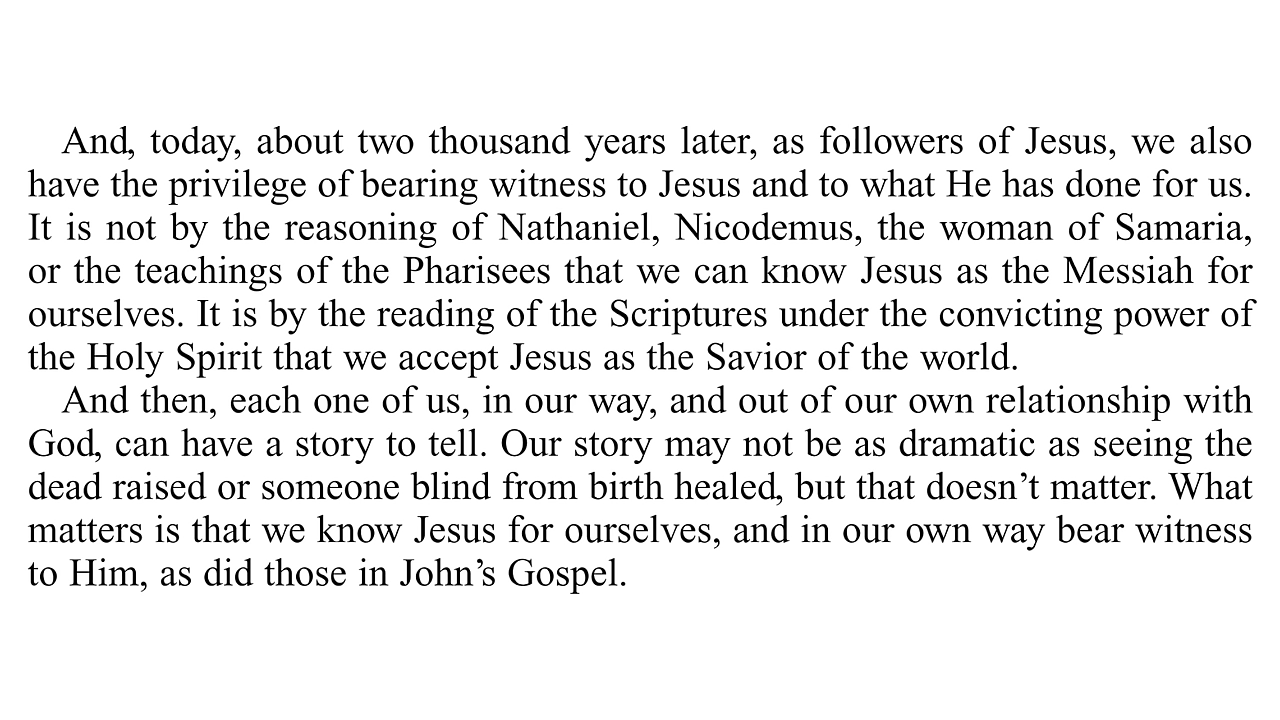 And, today, about two thousand years later, as followers of Jesus, we also
have the privilege of bearing witness to Jesus and to what He has done for us.
It is not by the reasoning of Nathaniel, Nicodemus, the woman of Samaria,
or the teachings of the Pharisees that we can know Jesus as the Messiah for
ourselves. It is by the reading of the Scriptures under the convicting power of
the Holy Spirit that we accept Jesus as the Savior of the world.
And then, each one of us, in our way, and out of our own relationship with
God, can have a story to tell. Our story may not be as dramatic as seeing the
dead raised or someone blind from birth healed, but that doesn’t matter. What
matters is that we know Jesus for ourselves, and in our own way bear witness
to Him, as did those in John’s Gospel.